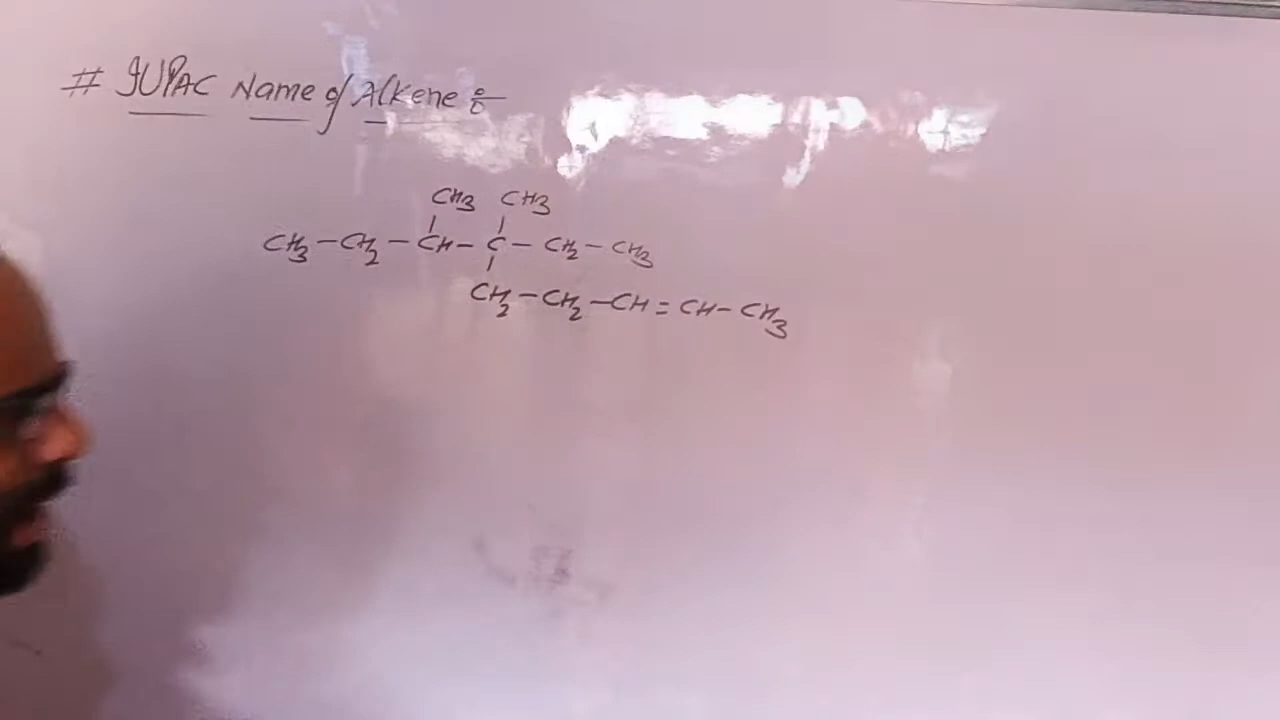 # IUPAC Name of Alkene :-
CH3 CH3
CH3 - CH2 - CH - C - CH2 - CH3
CH2 - CH2 - CH = CH - CH3